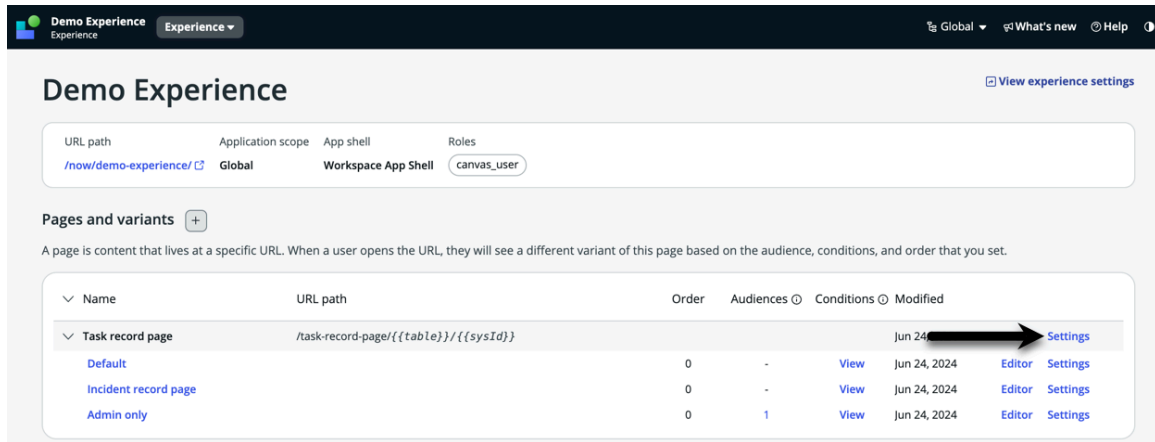 Demo Experience
Experience
Experience
Global
What's new
Help
Demo Experience
View experience settings
URL path Application scope App shell Roles
/now/demo-experience/ Global Workspace App Shell canvas_user
Pages and variants +
A page is content that lives at a specific URL. When a user opens the URL, they will see a different variant of this page based on the audience, conditions, and order that you set.
Name URL path Order Audiences Conditions Modified
Task record page /task-record-page/{{table}}/{{sysId}} Jun 24, Settings
Default 0 - View Jun 24, 2024 Editor Settings
Incident record page 0 - View Jun 24, 2024 Editor Settings
Admin only 0 1 View Jun 24, 2024 Editor Settings